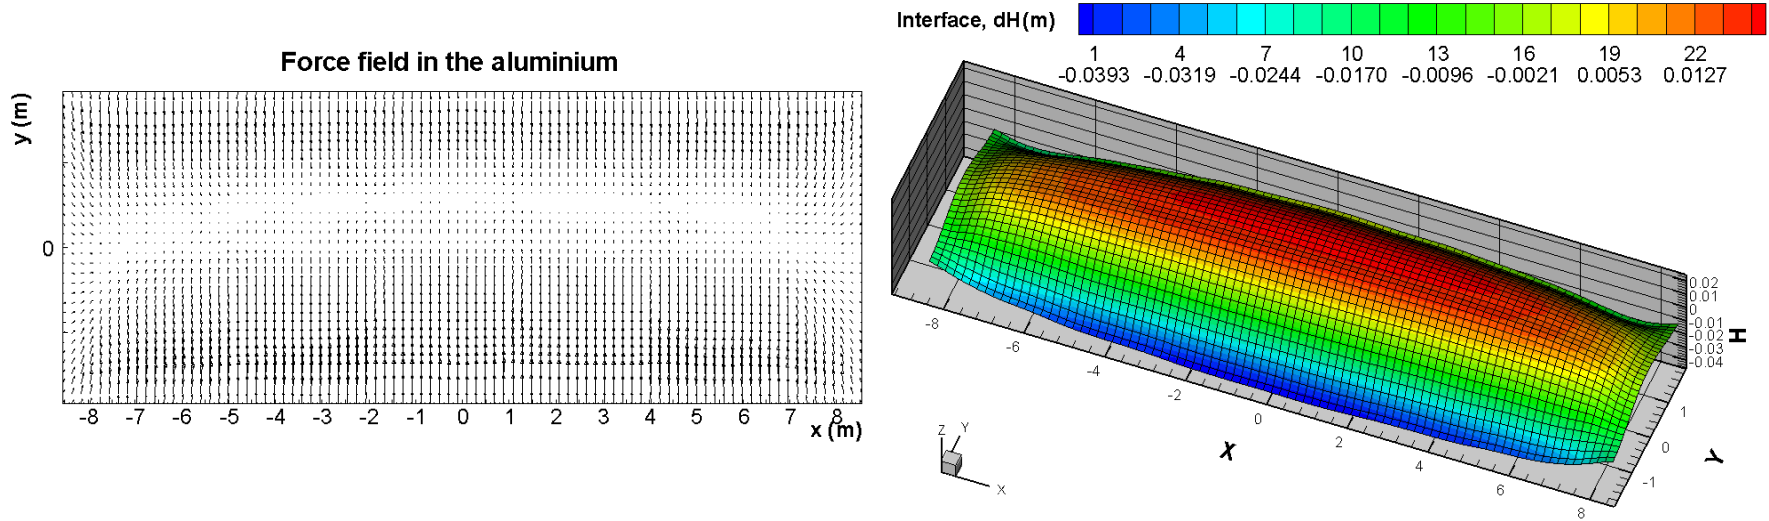 Force field in the aluminium
y (m)
0
-8 -7 -6 -5 -4 -3 -2 -1 0 1 2 3 4 5 6 7 8
x (m)
Interface, dH(m)
1 4 7 10 13 16 19 22
-0.0393 -0.0319 -0.0244 -0.0170 -0.0096 -0.0021 0.0053 0.0127
0.02
0.01
0
-0.01
-0.02
-0.03
-0.04
H
-8 -6 -4 -2 0 2 4 6 8
X
1
0
-1
Y
Z
Y
X